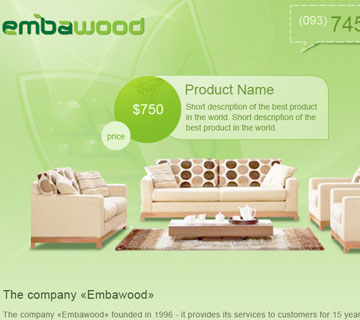 embawood
(093) 745
Product Name
$750
Short description of the best product
in the world. Short description of the
best product in the world.
price
The company «Embawood»
The company «Embawood» founded in 1996 - it provides its services to customers for 15 year